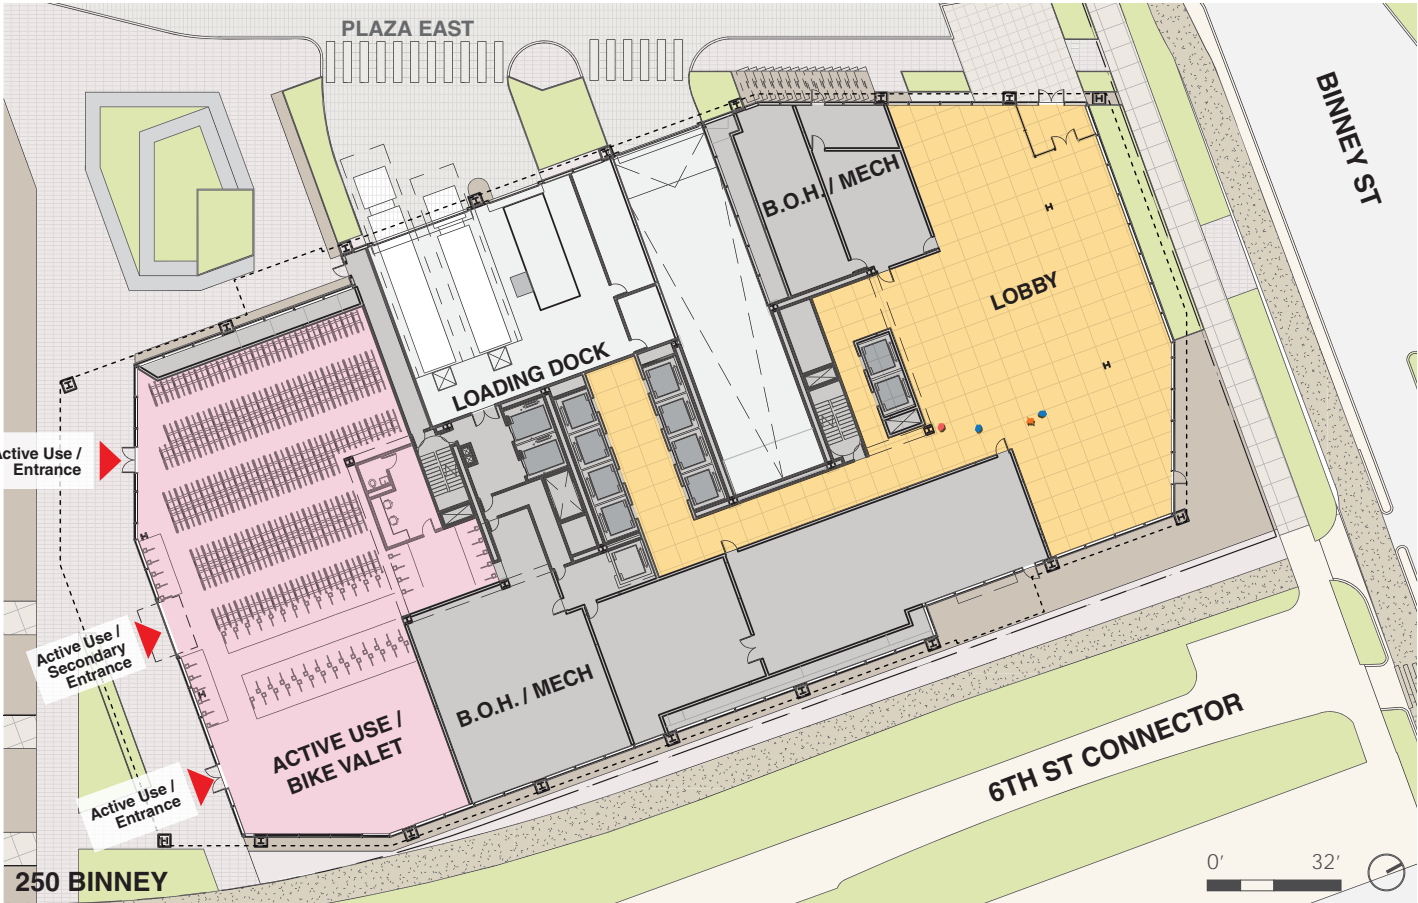 PLAZA EAST
BINNEY ST
B.O.H. / MECH
LOBBY
LOADING DOCK
Active Use /
Entrance
Active Use /
Secondary
Entrance
B.O.H. / MECH
ACTIVE USE /
BIKE VALET
Active Use /
Entrance
6TH ST CONNECTOR
0' 32'
250 BINNEY